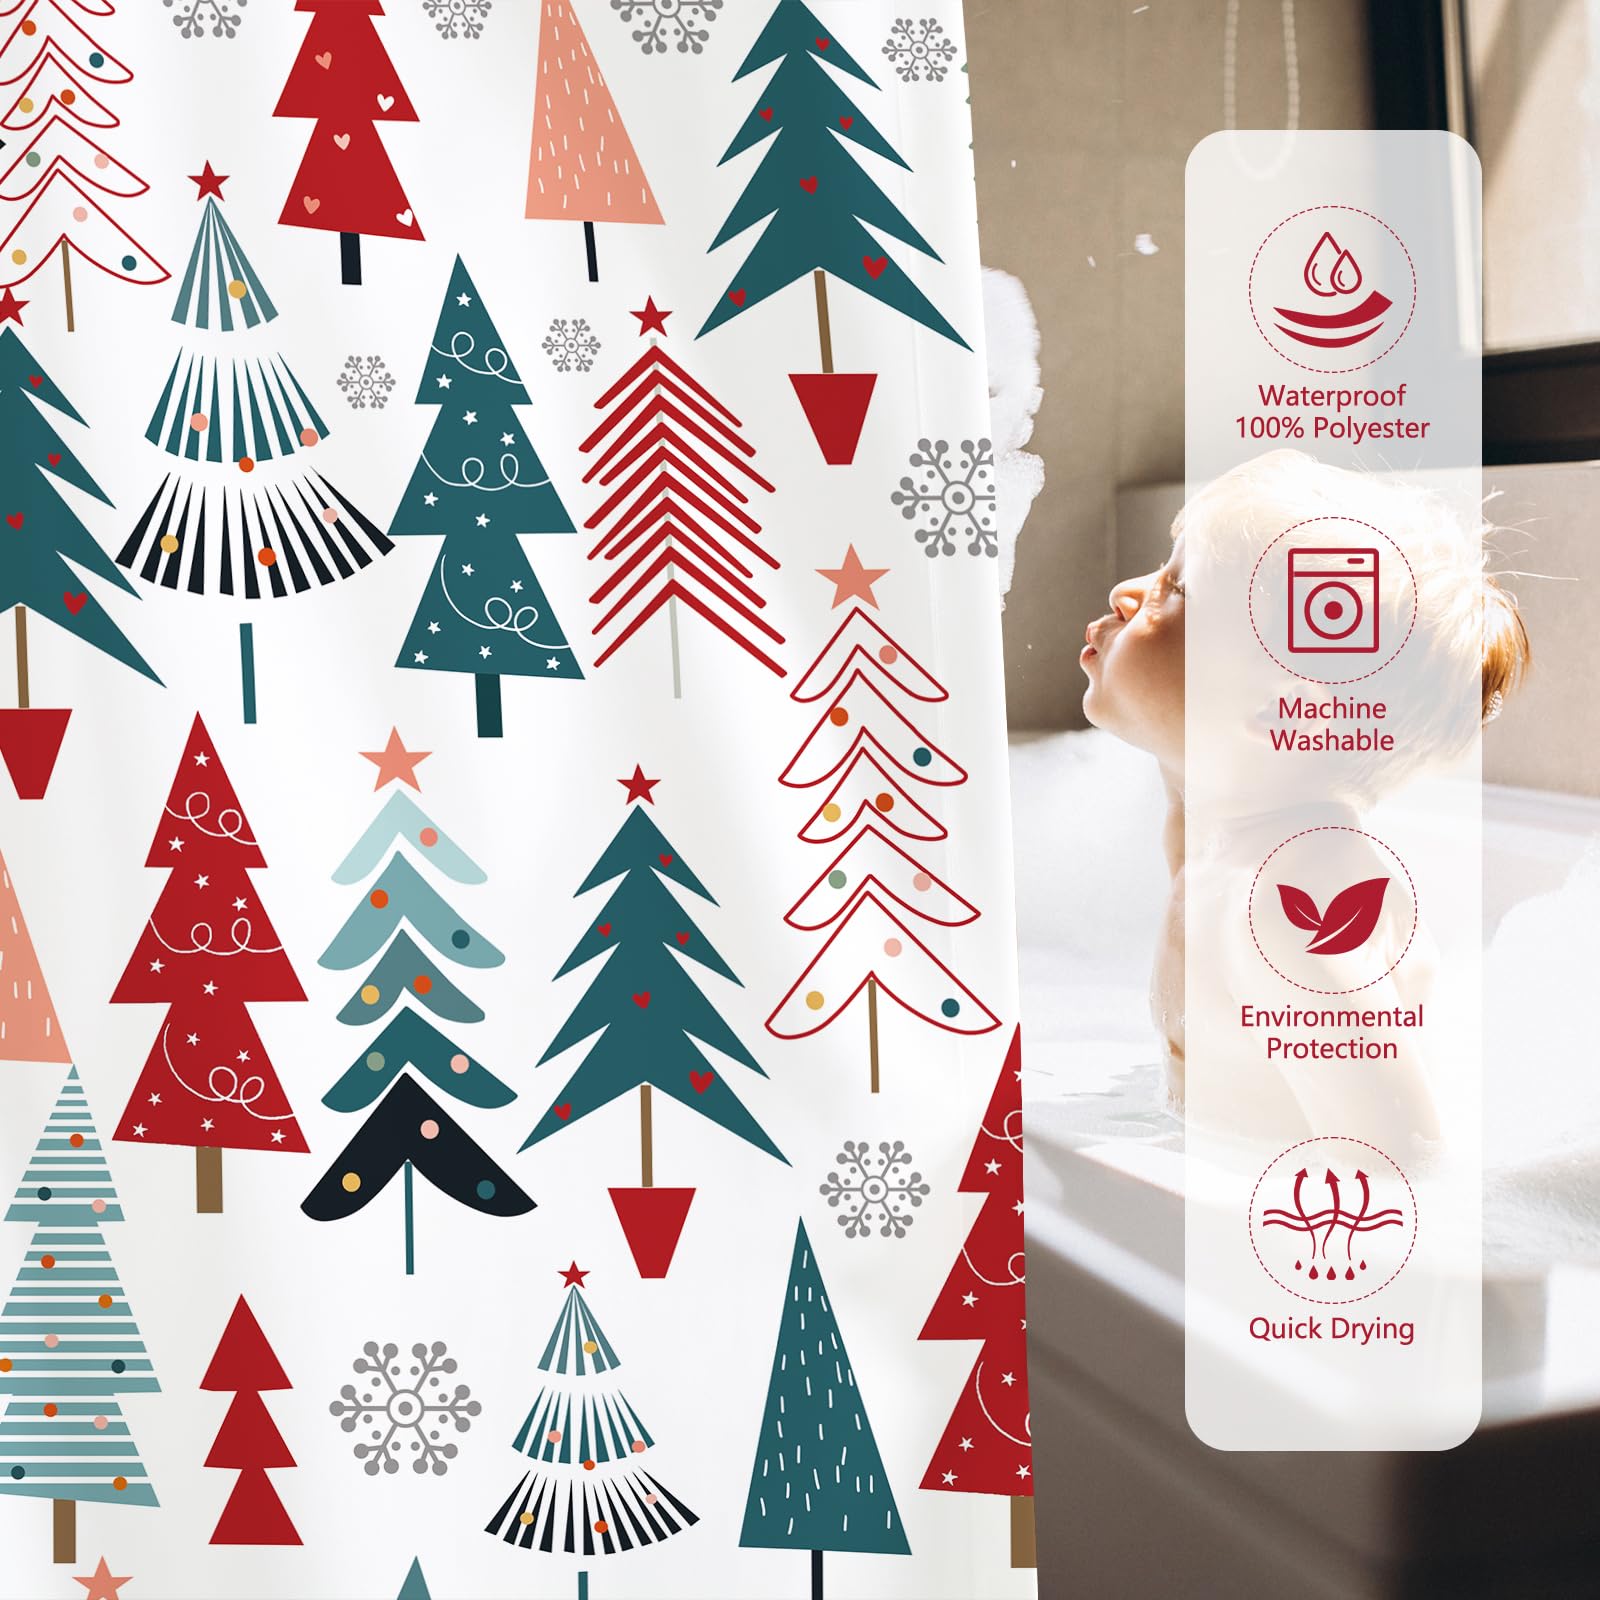 Waterproof
100% Polyester
Machine
Washable
Environmental
Protection
Quick Drying